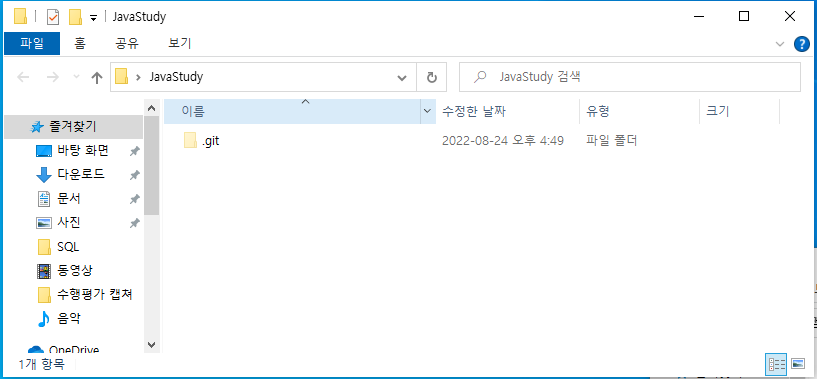 JavaStudy
파일 홈 공유 보기
JavaStudy
JavaStudy 검색
이름 수정한 날짜 유형 크기
.git 2022-08-24 오후 4:49 파일 폴더
즐겨찾기
바탕 화면
다운로드
문서
사진
SQL
동영상
수행평가 캡쳐
음악
OneDrive
1개 항목